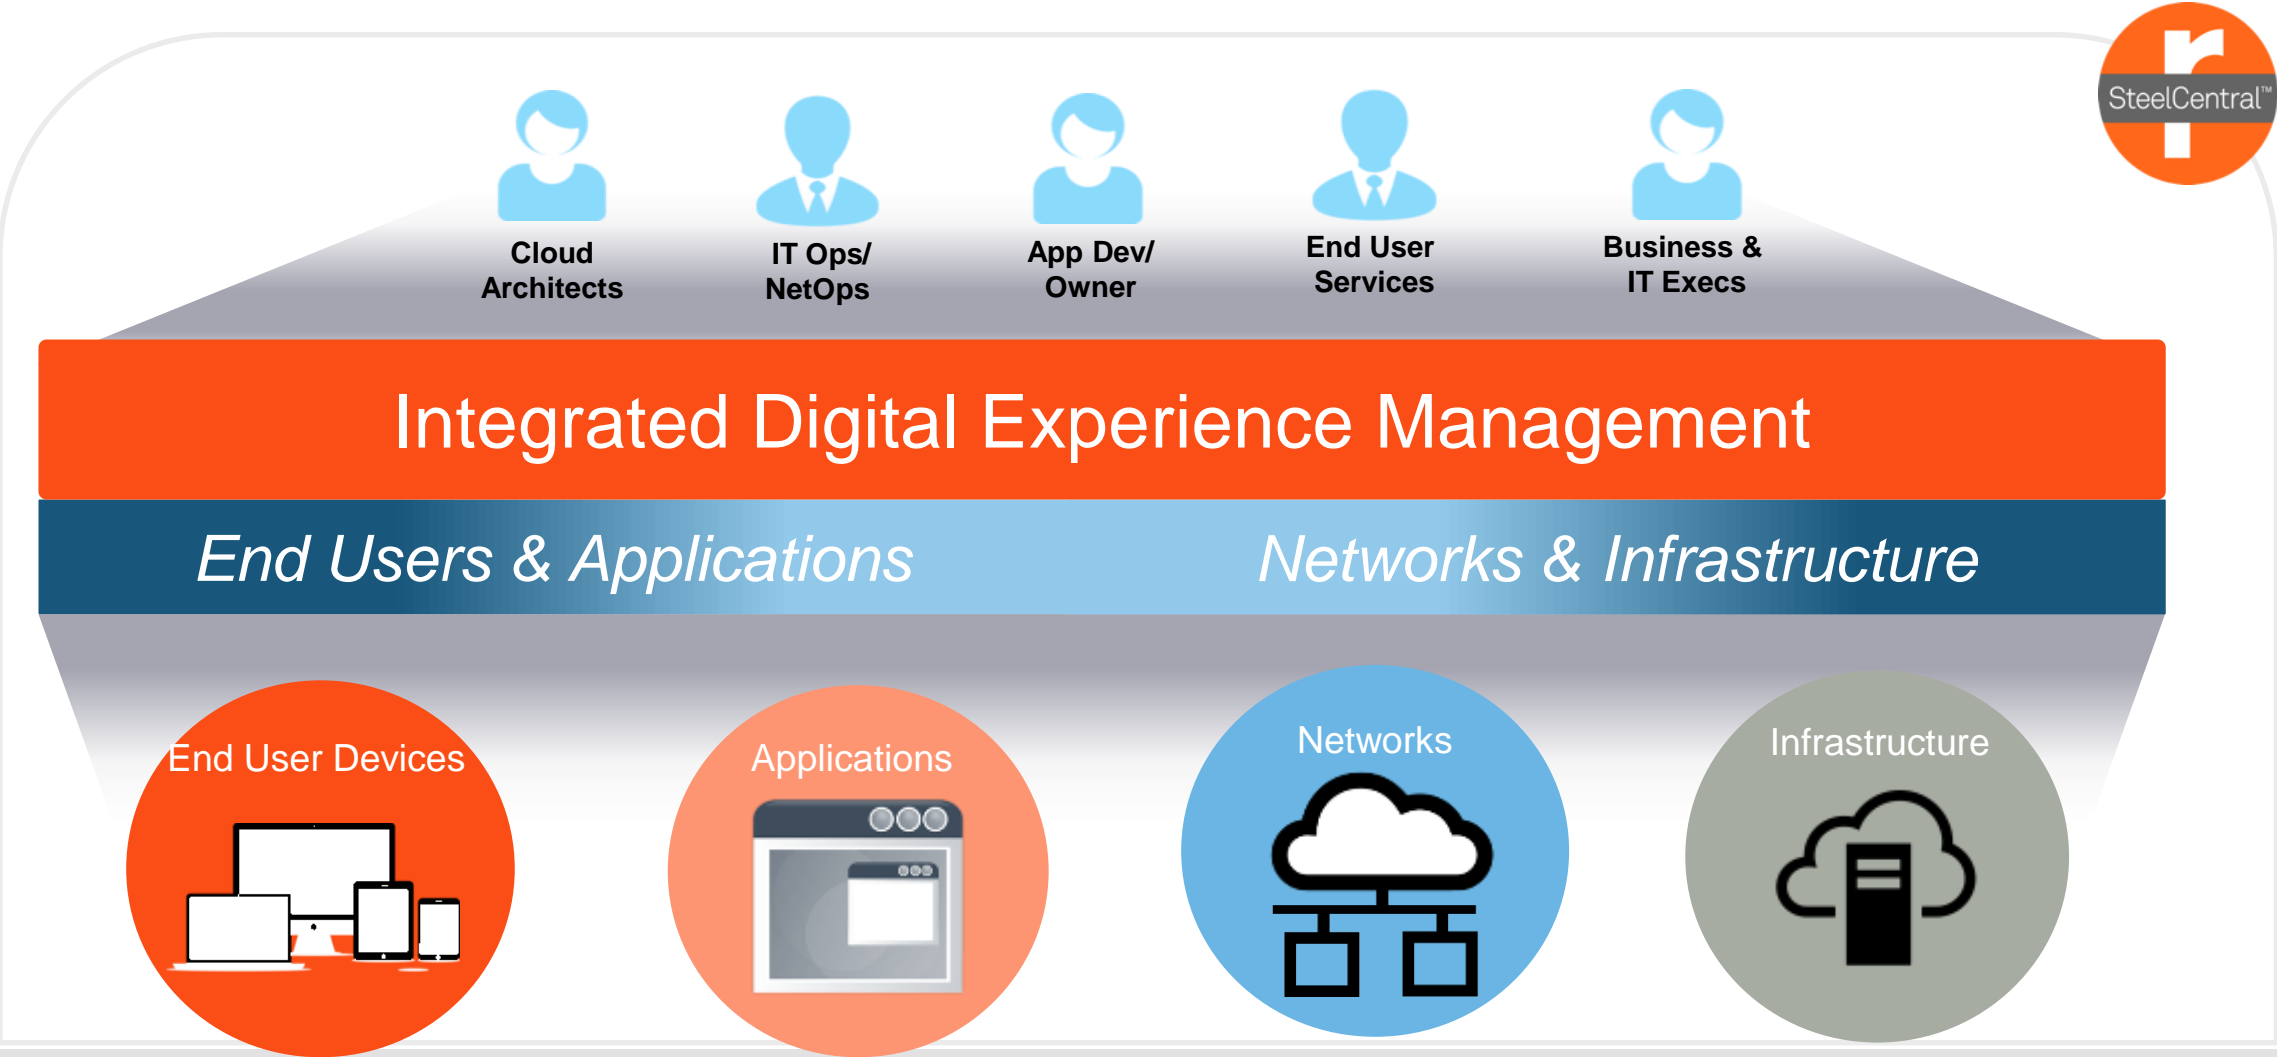 SteelCentral™
Cloud
Architects
IT Ops/
NetOps
App Dev/
Owner
End User
Services
Business &
IT Execs
Integrated Digital Experience Management
End Users & Applications
Networks & Infrastructure
End User Devices
Applications
Networks
Infrastructure